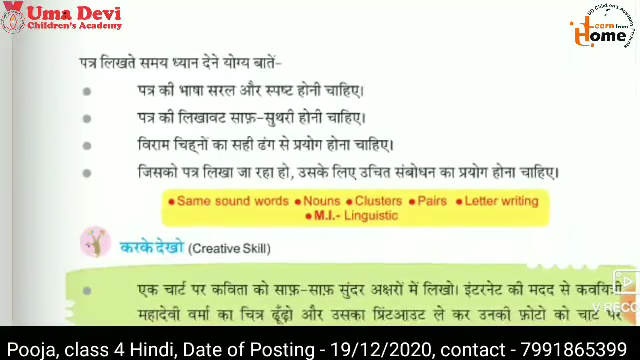 Uma Devi
Children's Academy
Learn from
Home
पत्र लिखते समय ध्यान देने योग्य बातें-
● पत्र की भाषा सरल और स्पष्ट होनी चाहिए।
● पत्र की लिखावट साफ़-सुथरी होनी चाहिए।
● विराम चिह्नों का सही ढंग से प्रयोग होना चाहिए।
● जिसको पत्र लिखा जा रहा हो, उसके लिए उचित संबोधन का प्रयोग होना चाहिए।
●Same sound words ●Nouns ●Clusters ●Pairs ●Letter writing
●M.I.- Linguistic
करके देखो (Creative Skill)
● एक चार्ट पर कविता को साफ़-साफ़ सुंदर अक्षरों में लिखो। इंटरनेट की मदद से कवयित्री
महादेवी वर्मा का चित्र ढूँढ़ो और उसका प्रिंटआउट ले कर उनकी फ़ोटो को चार्ट पर
Pooja, class 4 Hindi, Date of Posting - 19/12/2020, contact - 7991865399